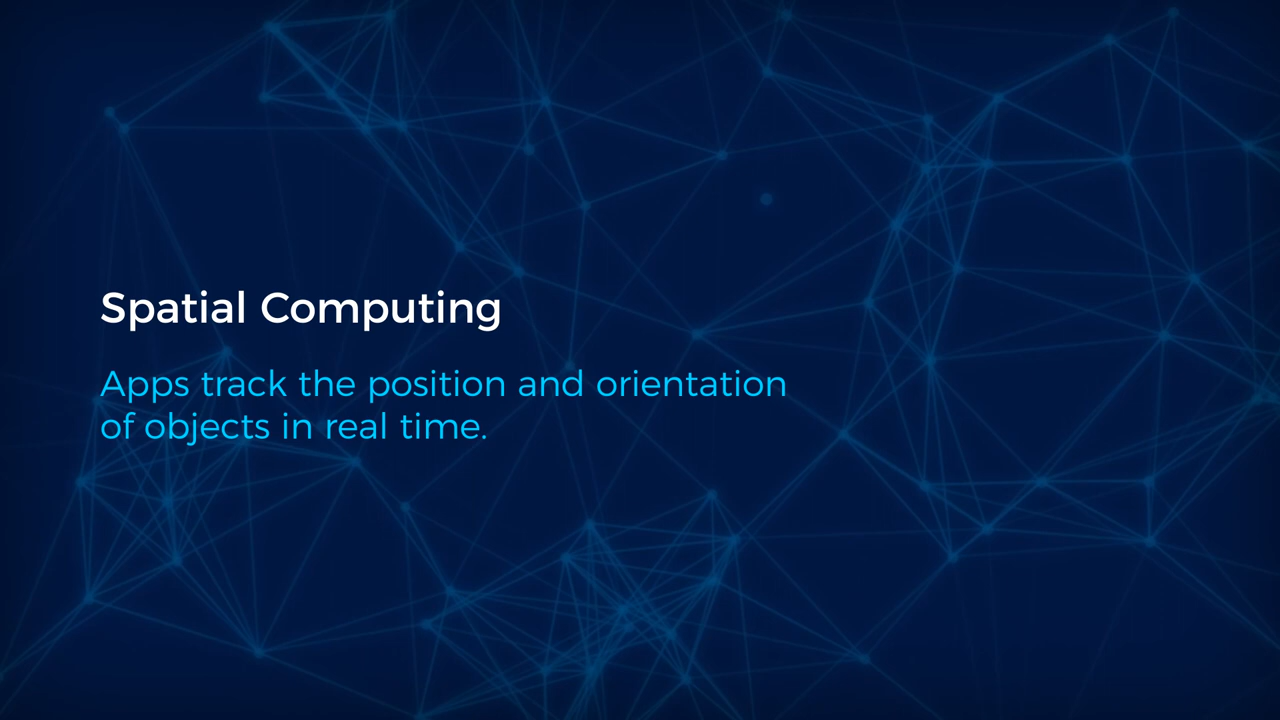 Spatial Computing
Apps track the position and orientation
of objects in real time.